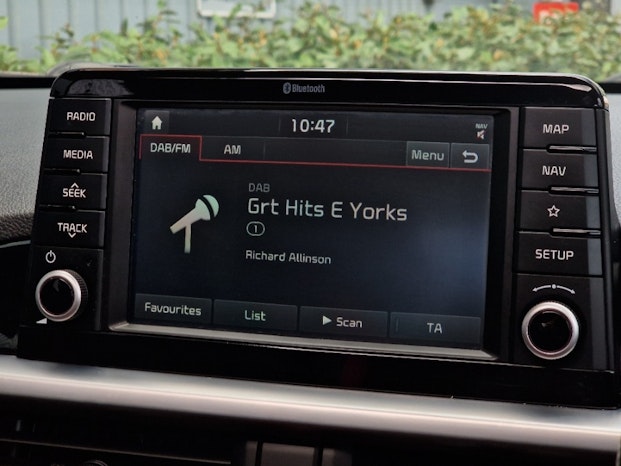 Bluetooth
RADIO
MEDIA
SEEK
TRACK
10:47
NAV
DAB/FM
AM
Menu
DAB
Grt Hits E Yorks
1
Richard Allinson
Favourites
List
Scan
TA
MAP
NAV
SETUP